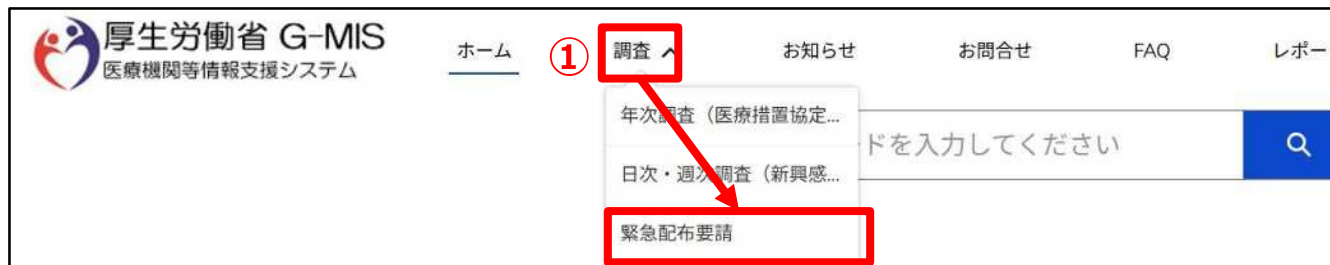 厚生労働省 G-MIS
医療機関等情報支援システム
ホーム
①
調査
お知らせ
お問合せ
FAQ
レポー
年次調査（医療措置協定...
ドを入力してください
日次・週次調査（新興感...
緊急配布要請